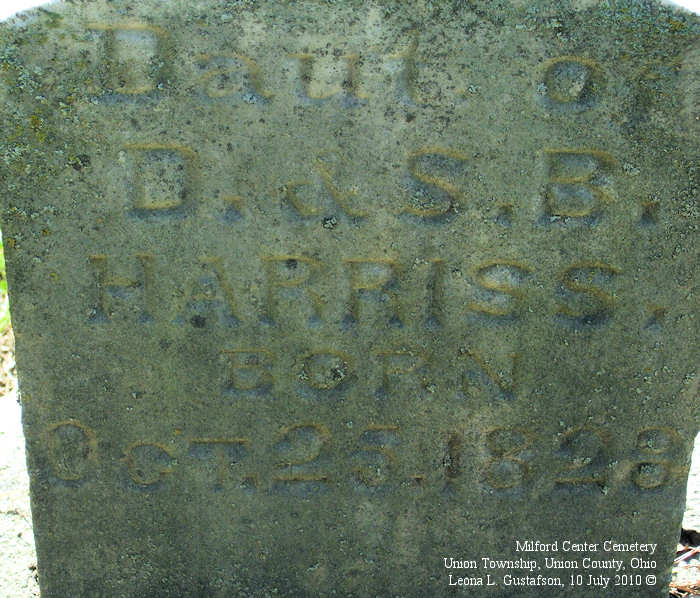 Daut. of
D. & S. B.
HARRISS.
BORN
OCT. 25, 1828
Milford Center Cemetery
Union Township, Union County, Ohio
Leona L. Gustafson, 10 July 2010 ©